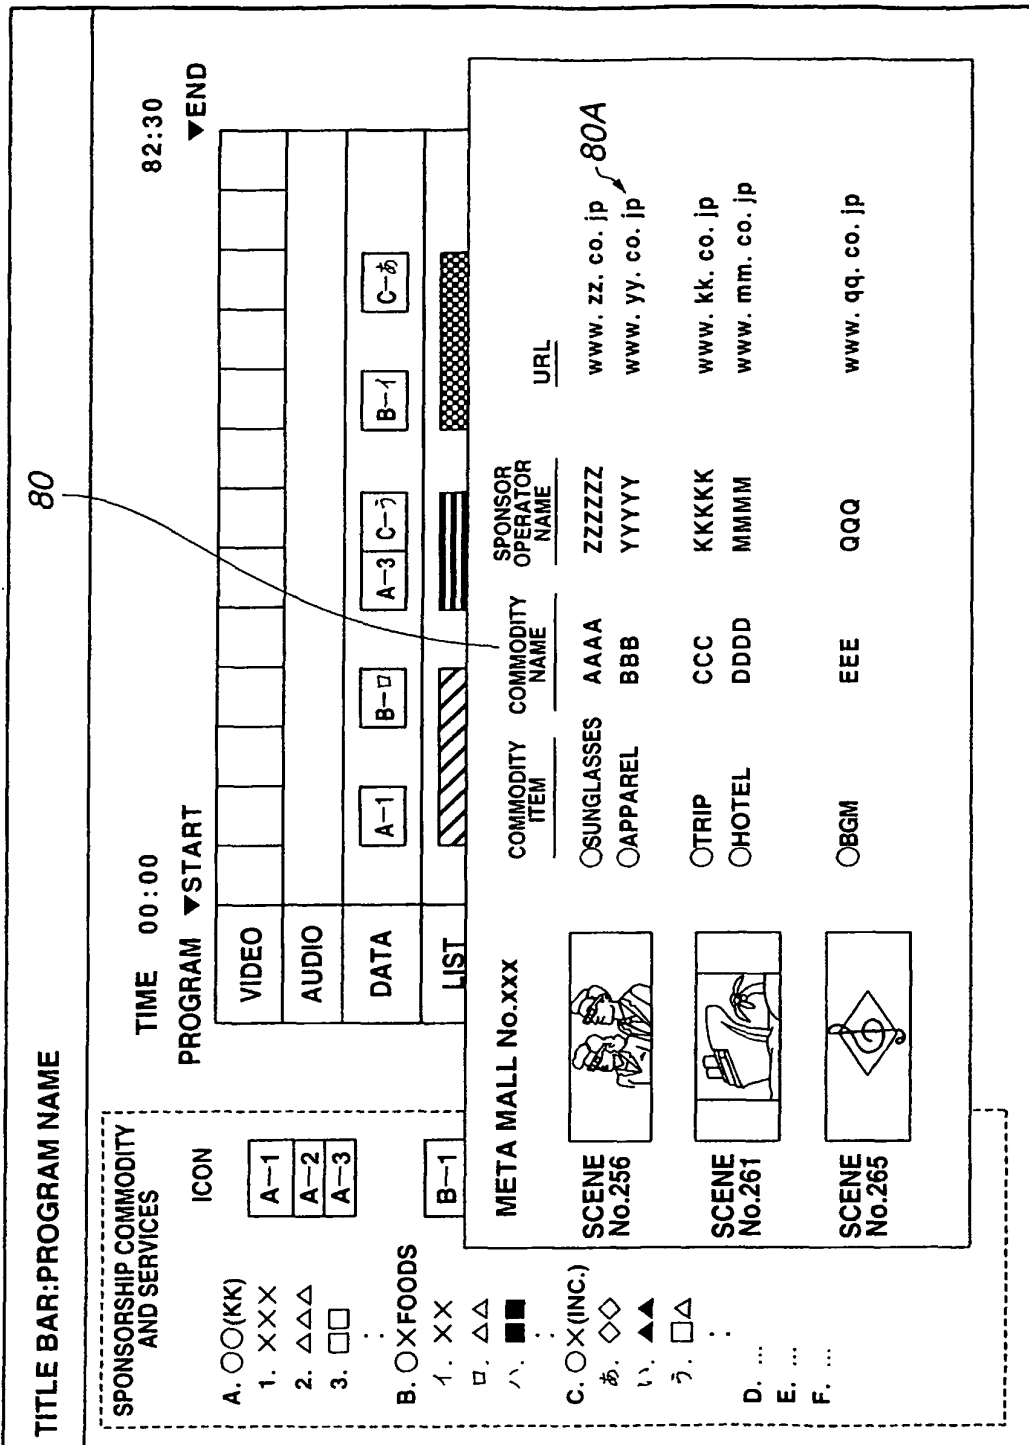 TITLE BAR:PROGRAM NAME
80
SPONSORSHIP COMMODITY
AND SERVICES
ICON
A. ○○(KK)
1. ×××
A—1
2. △△△
A—2
3. □□
A—3
:
B. ○×FOODS
イ. ××
B—1
ロ. △△
ハ. ■■
:
C. ○×(INC.)
あ. ◇◇
い. ▲▲
う. □△
:
D. ...
E. ...
F. ...
TIME 00:00
82:30
PROGRAM ▼START
▼END
VIDEO
AUDIO
DATA
A—1
B—ロ
A—3
C—う
B—イ
C—あ
LIST
META MALL No.xxx
COMMODITY ITEM
COMMODITY NAME
SPONSOR OPERATOR NAME
URL
SCENE
No.256
○SUNGLASSES AAAA ZZZZZZ www. zz. co. jp
○APPAREL BBB YYYYY www. yy. co. jp
80A
SCENE
No.261
○TRIP CCC KKKKK www. kk. co. jp
○HOTEL DDDD MMMM www. mm. co. jp
SCENE
No.265
○BGM EEE QQQ www. qq. co. jp